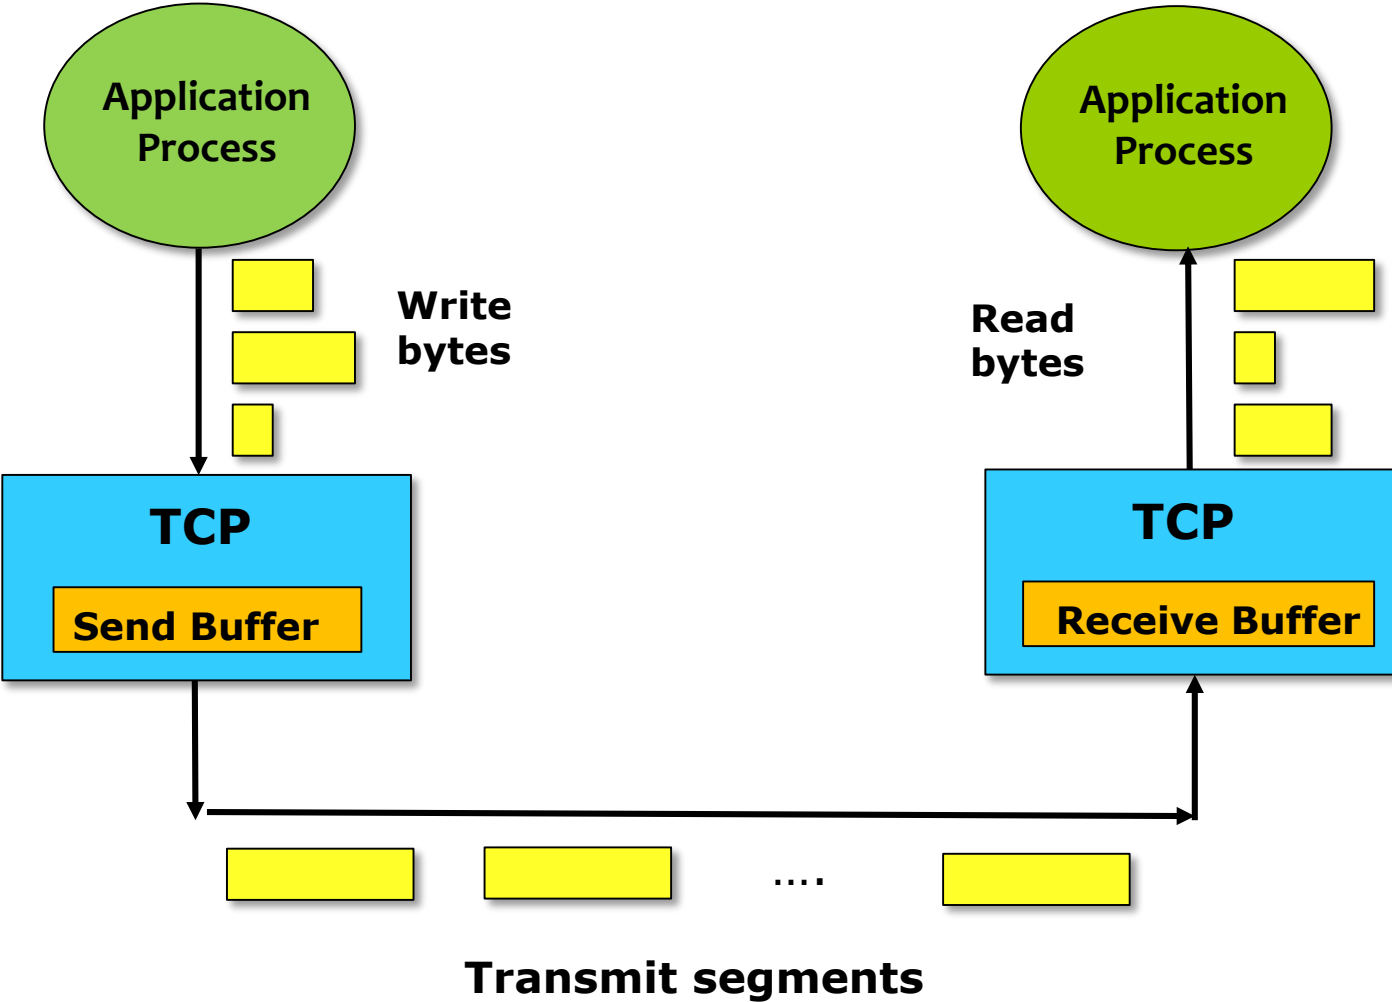 Application
Process
Application
Process
Write
bytes
Read
bytes
TCP
Send Buffer
TCP
Receive Buffer
....
Transmit segments